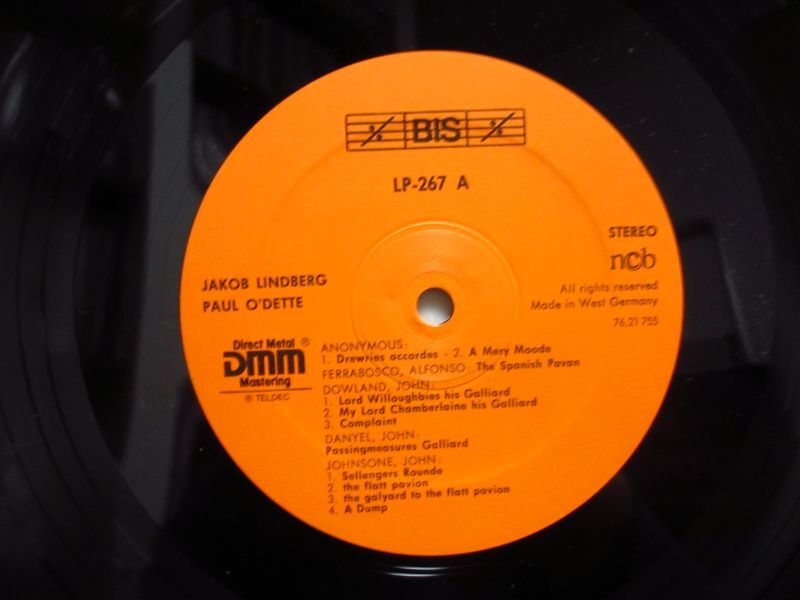 BIS
LP-267 A
STEREO
ncb
JAKOB LINDBERG
PAUL O'DETTE
All rights reserved
Made in West Germany
76.21755
Direct Metal ®
DMM
Mastering
℗ TELDEC
ANONYMOUS:
1. Drewries accordes - 2. A Mery Moode
FERRABOSCO, ALFONSO: The Spanish Pavan
DOWLAND, JOHN:
1. Lord Willoughbies his Galliard
2. My Lord Chamberlaine his Galliard
3. Complaint
DANYEL, JOHN:
Passingmeasures Galliard
JOHNSONE, JOHN:
1. Sellengers Rounde
2. the flatt pavion
3. the galyard to the flatt pavion
4. A Dump